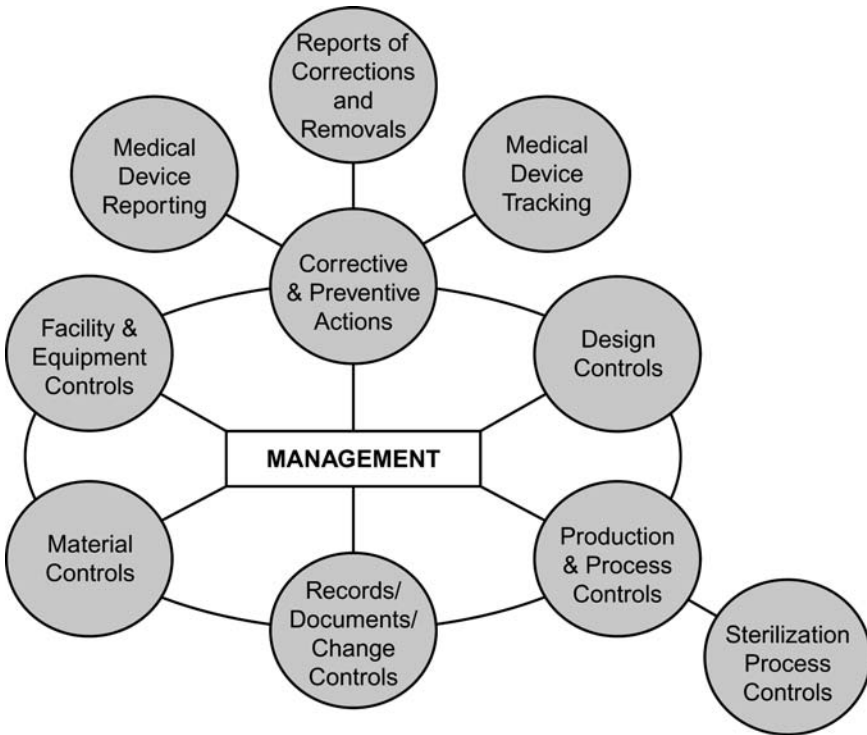 Reports of
Corrections
and
Removals
Medical
Device
Reporting
Medical
Device
Tracking
Corrective
& Preventive
Actions
Facility &
Equipment
Controls
Design
Controls
MANAGEMENT
Material
Controls
Production
& Process
Controls
Records/
Documents/
Change
Controls
Sterilization
Process
Controls